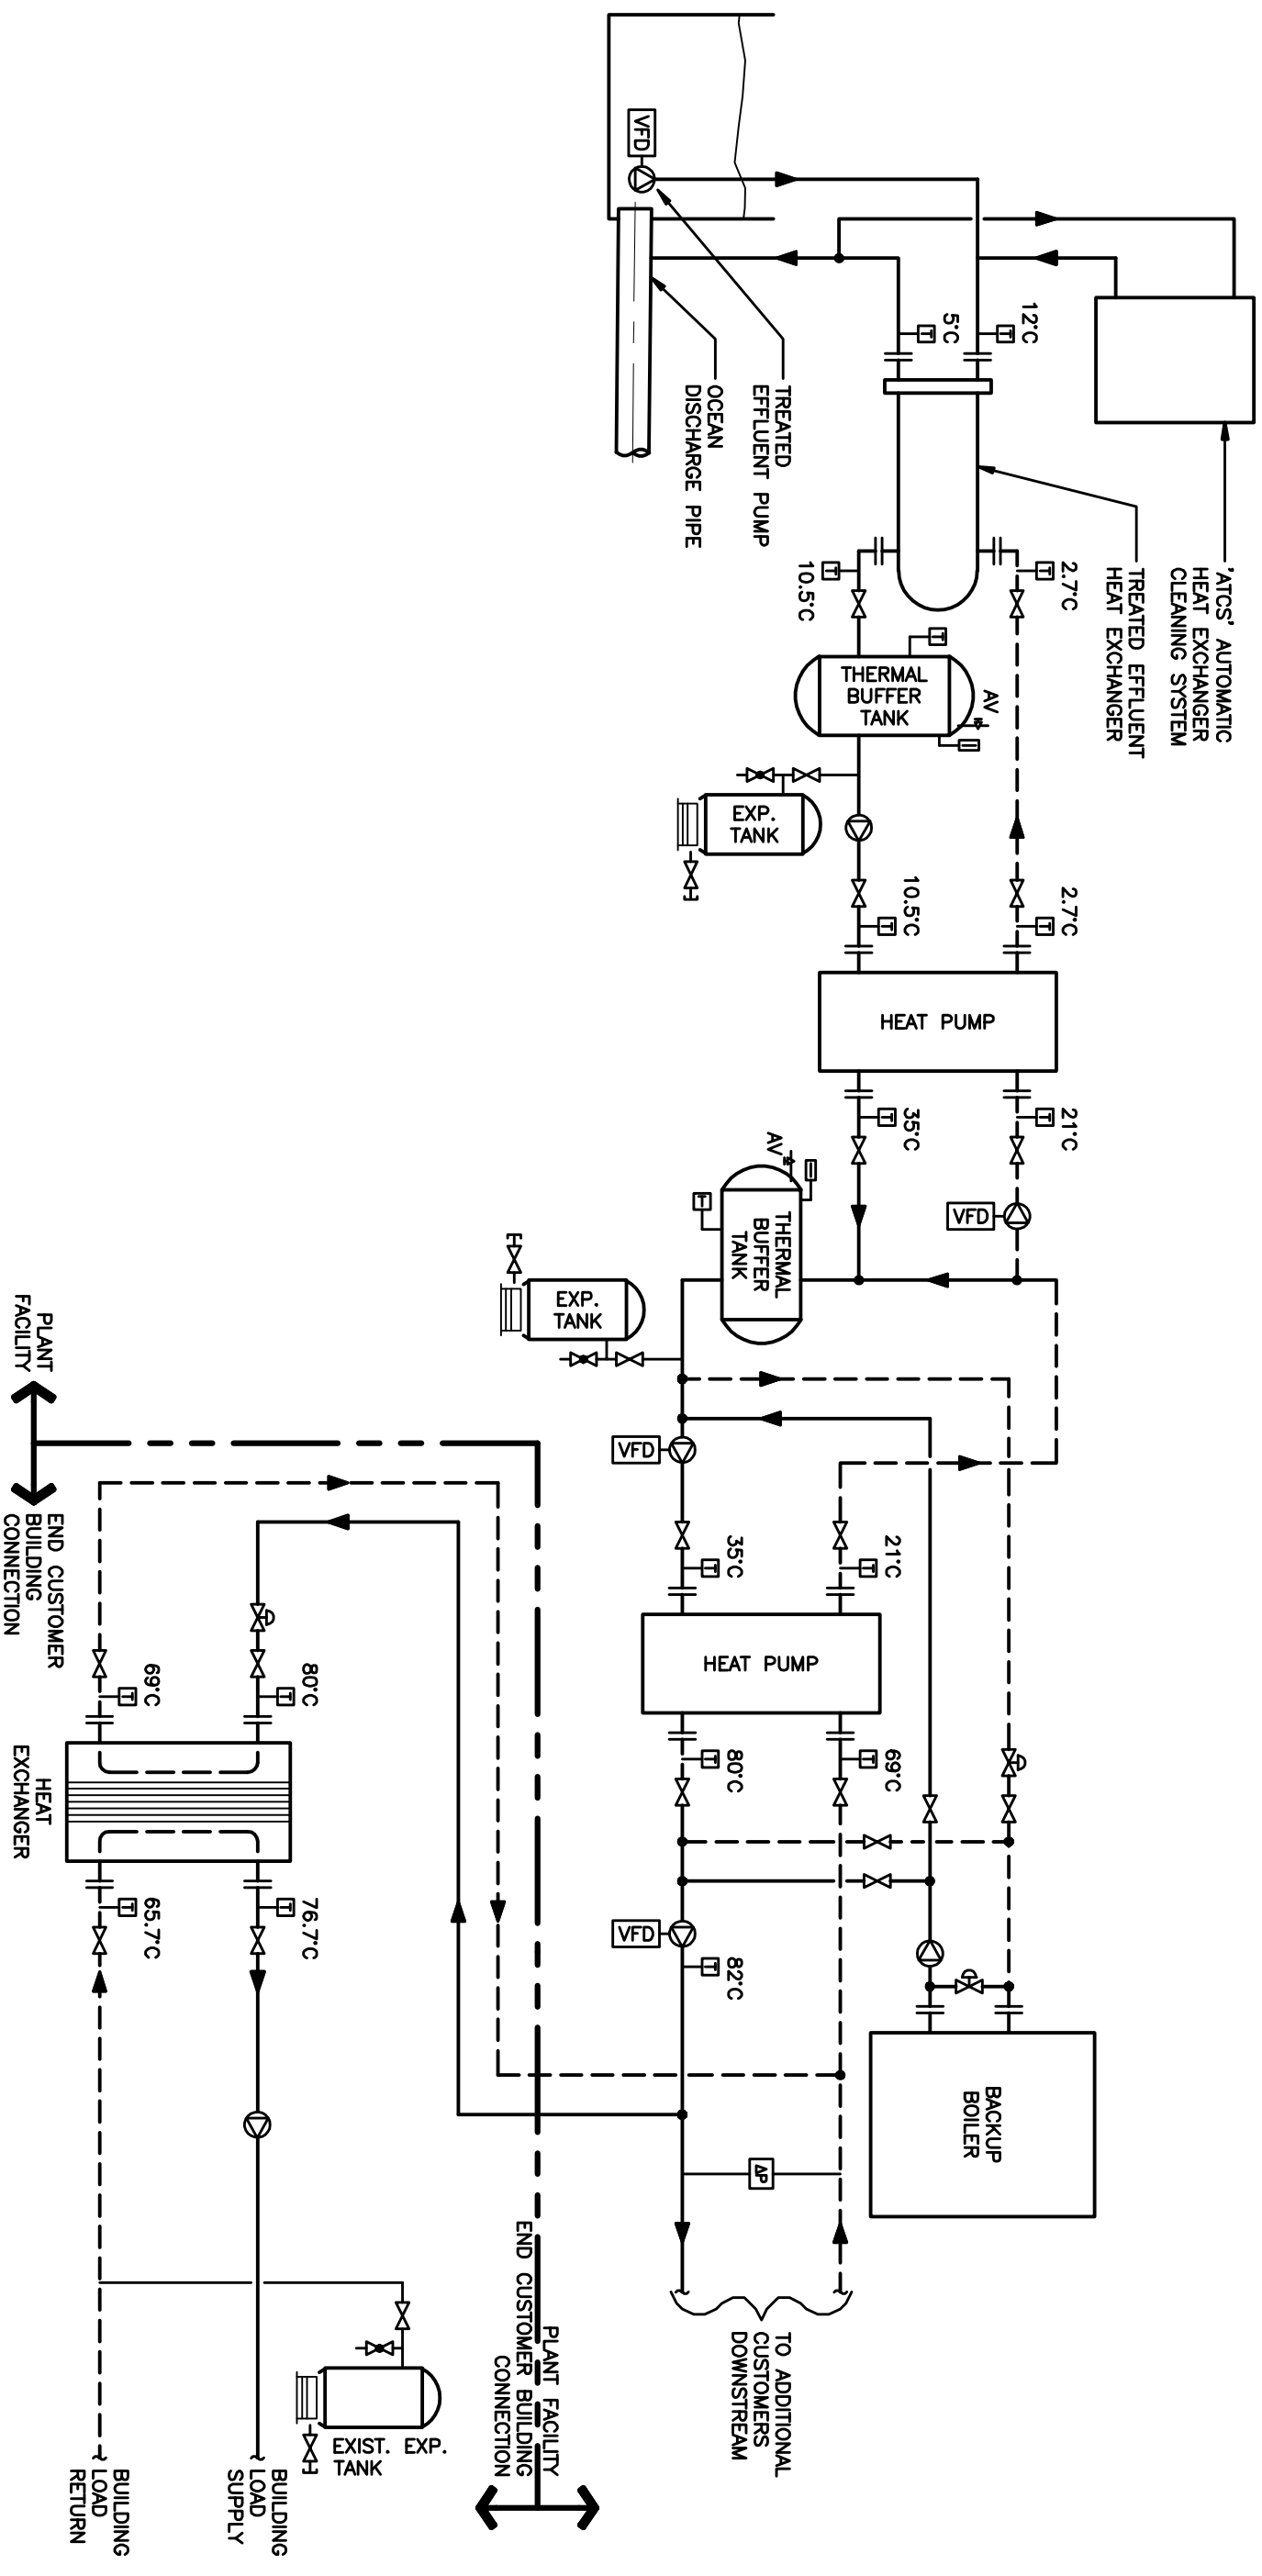 VFD
TREATED
EFFLUENT PUMP
OCEAN
DISCHARGE PIPE
'ATCS' AUTOMATIC
HEAT EXCHANGER
CLEANING SYSTEM
TREATED EFFLUENT
HEAT EXCHANGER
12°C
T
5°C
T
2.7°C
T
10.5°C
T
T
THERMAL
BUFFER
TANK
AV
EXP.
TANK
2.7°C
T
10.5°C
T
HEAT PUMP
21°C
T
35°C
T
VFD
AV
THERMAL
BUFFER
TANK
T
EXP.
TANK
VFD
21°C
T
35°C
T
HEAT PUMP
69°C
T
80°C
T
VFD
82°C
T
BACKUP
BOILER
ΔP
TO ADDITIONAL
CUSTOMERS
DOWNSTREAM
PLANT
FACILITY
END CUSTOMER
BUILDING
CONNECTION
80°C
T
69°C
T
HEAT
EXCHANGER
76.7°C
T
65.7°C
T
PLANT FACILITY
END CUSTOMER BUILDING
CONNECTION
EXIST. EXP.
TANK
BUILDING
LOAD
SUPPLY
BUILDING
LOAD
RETURN